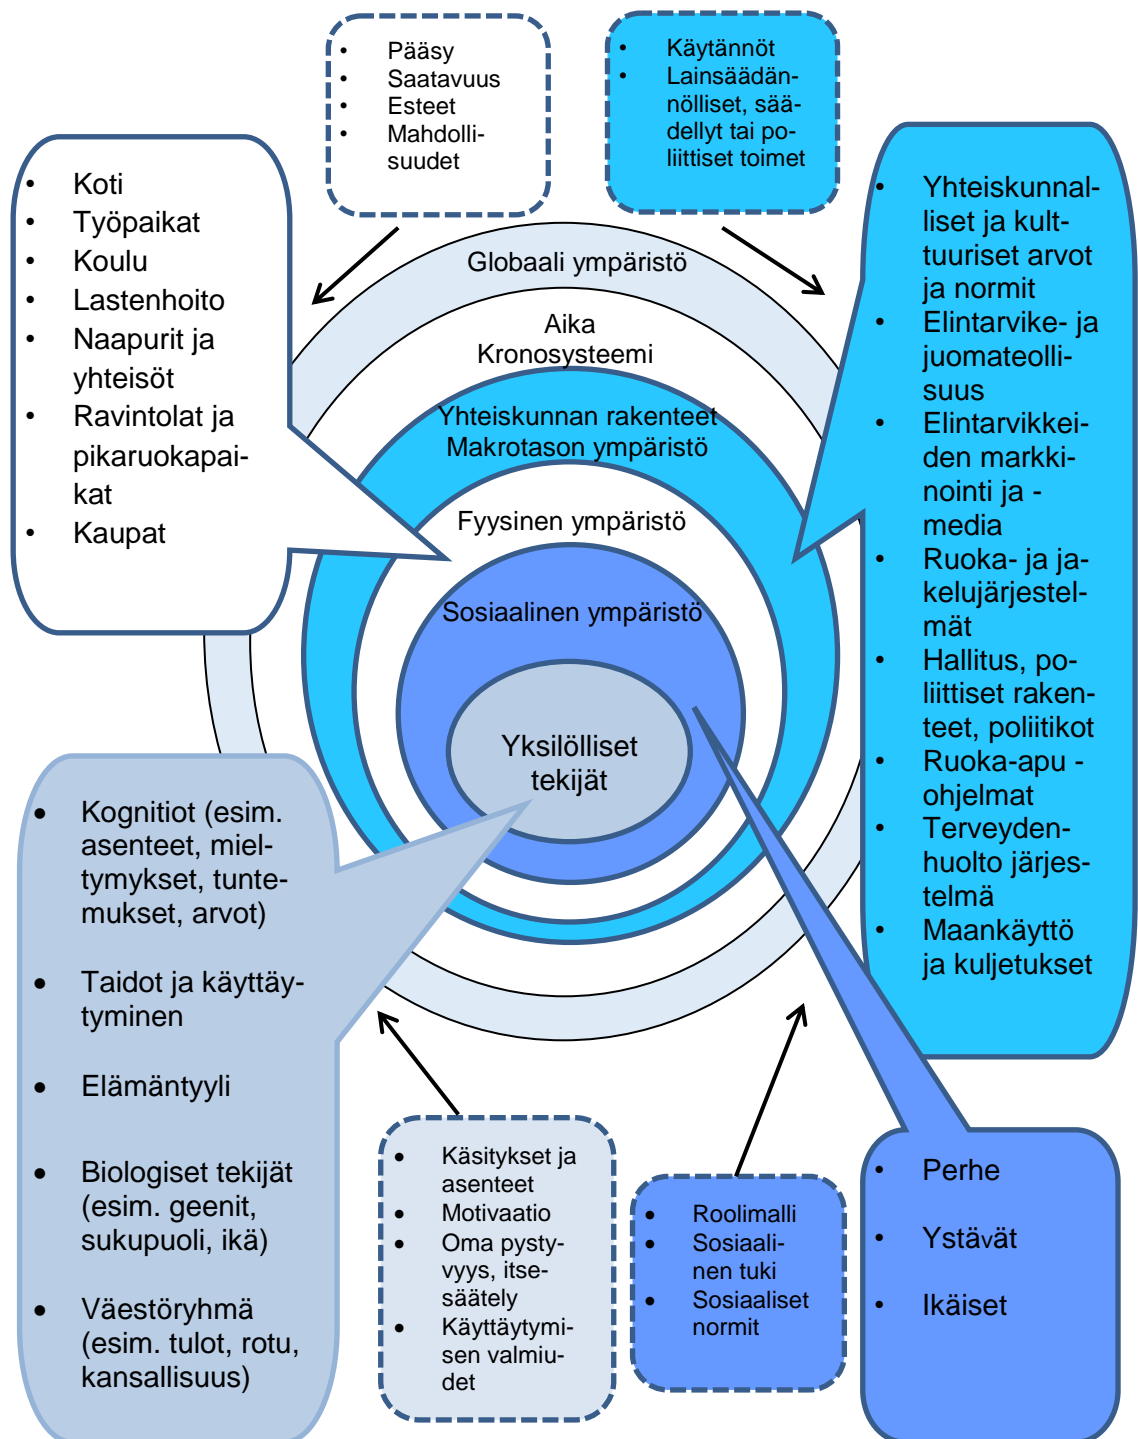 Pääsy
Saatavuus
Esteet
Mahdolli-
suudet
Käytännöt
Lainsäädän-
nölliset, sää-
dellyt tai po-
liittiset toimet
Koti
Työpaikat
Koulu
Lastenhoito
Naapurit ja
yhteisöt
Ravintolat ja
pikaruokapai-
kat
Kaupat
Globaali ympäristö
Aika
Kronosysteemi
Yhteiskunnan rakenteet
Makrotason ympäristö
Fyysinen ympäristö
Sosiaalinen ympäristö
Yksilölliset
tekijät
Yhteiskunnal-
liset ja kult-
tuuriset arvot
ja normit
Elintarvike- ja
juomateolli-
suus
Elintarvikkei-
den markki-
nointi ja -
media
Ruoka- ja ja-
kelujärjestel-
mät
Hallitus, po-
liittiset raken-
teet, poliitikot
Ruoka-apu -
ohjelmat
Terveyden-
huolto järjes-
telmä
Maankäyttö
ja kuljetukset
Kognitiot (esim.
asenteet, miel-
tymykset, tunte-
mukset, arvot)
Taidot ja käyttäy-
tyminen
Elämäntyyli
Biologiset tekijät
(esim. geenit,
sukupuoli, ikä)
Väestöryhmä
(esim. tulot, rotu,
kansallisuus)
Käsitykset ja
asenteet
Motivaatio
Oma pysty-
vyys, itse-
säätely
Käyttäytymi-
sen valmiu-
det
Roolimalli
Sosiaali-
nen tuki
Sosiaaliset
normit
Perhe
Ystävät
Ikäiset